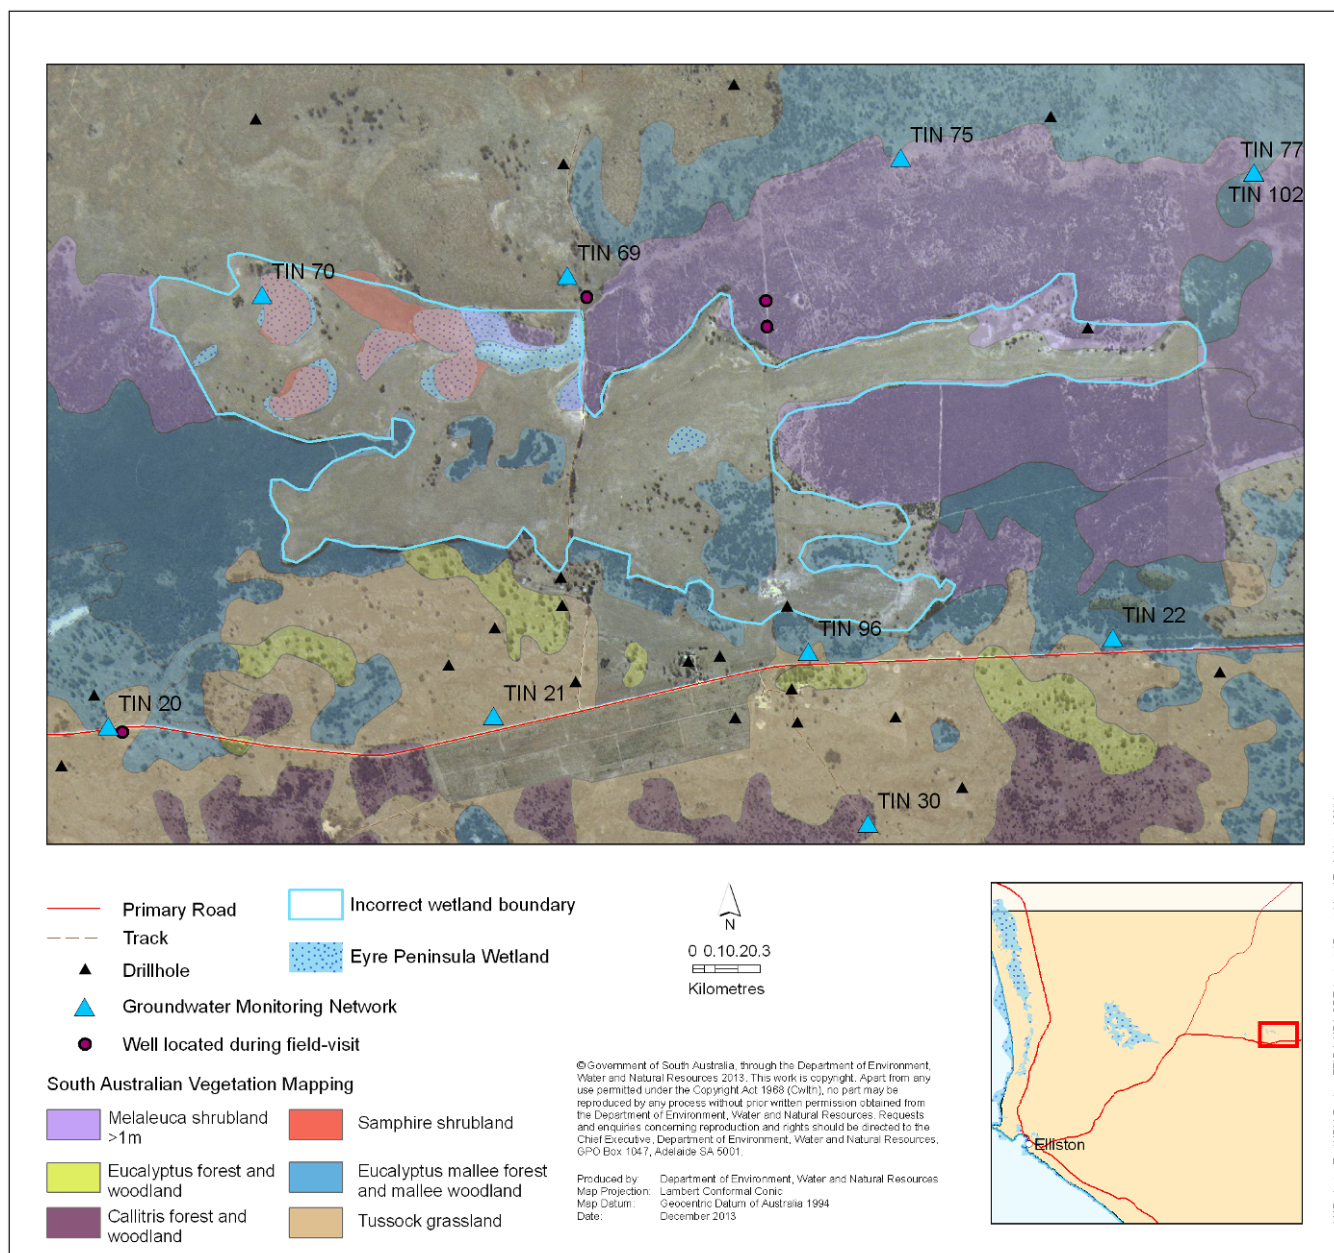 TIN 75
TIN 77
TIN 102
TIN 69
TIN 70
TIN 96
TIN 22
TIN 21
TIN 20
TIN 30
Primary Road
Track
Drillhole
Groundwater Monitoring Network
Well located during field-visit
Incorrect wetland boundary
Eyre Peninsula Wetland
N
0 0.10.20.3
Kilometres
South Australian Vegetation Mapping
Melaleuca shrubland
>1m
Samphire shrubland
Eucalyptus forest and
woodland
Eucalyptus mallee forest
and mallee woodland
Callitris forest and
woodland
Tussock grassland
© Government of South Australia, through the Department of Environment,
Water and Natural Resources 2013. This work is copyright. Apart from any
use permitted under the Copyright Act 1968 (Cwlth), no part may be
reproduced by any process without prior written permission obtained from
the Department of Environment, Water and Natural Resources. Requests
and enquiries concerning reproduction and rights should be directed to the
Chief Executive, Department of Environment, Water and Natural Resources,
GPO Box 1047, Adelaide SA 5001.
Produced by: Department of Environment, Water and Natural Resources
Map Projection: Lambert Conformal Conic
Map Datum: Geocentric Datum of Australia 1994
Date: December 2013
Elliston